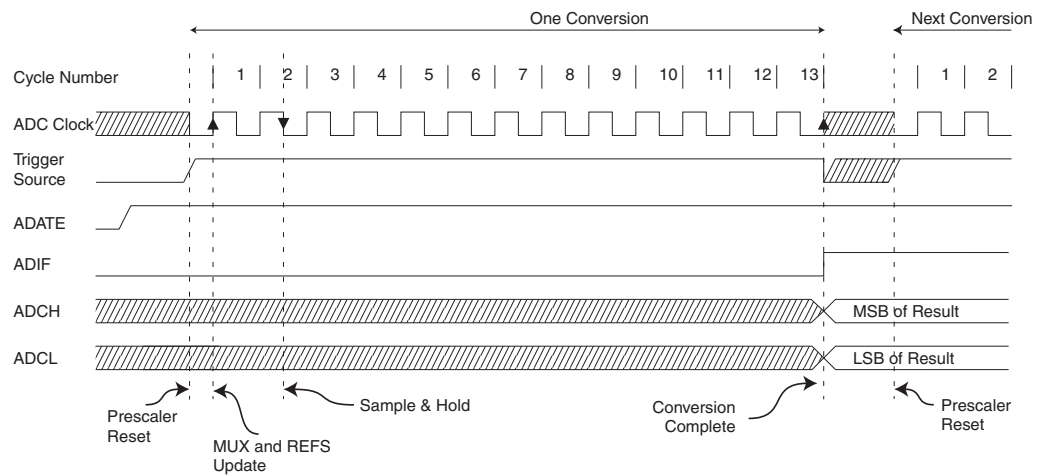 One Conversion
Next Conversion
Cycle Number
1 2 3 4 5 6 7 8 9 10 11 12 13 1 2
ADC Clock
Trigger
Source
ADATE
ADIF
ADCH
MSB of Result
ADCL
LSB of Result
Prescaler
Reset
MUX and REFS
Update
Sample & Hold
Conversion
Complete
Prescaler
Reset